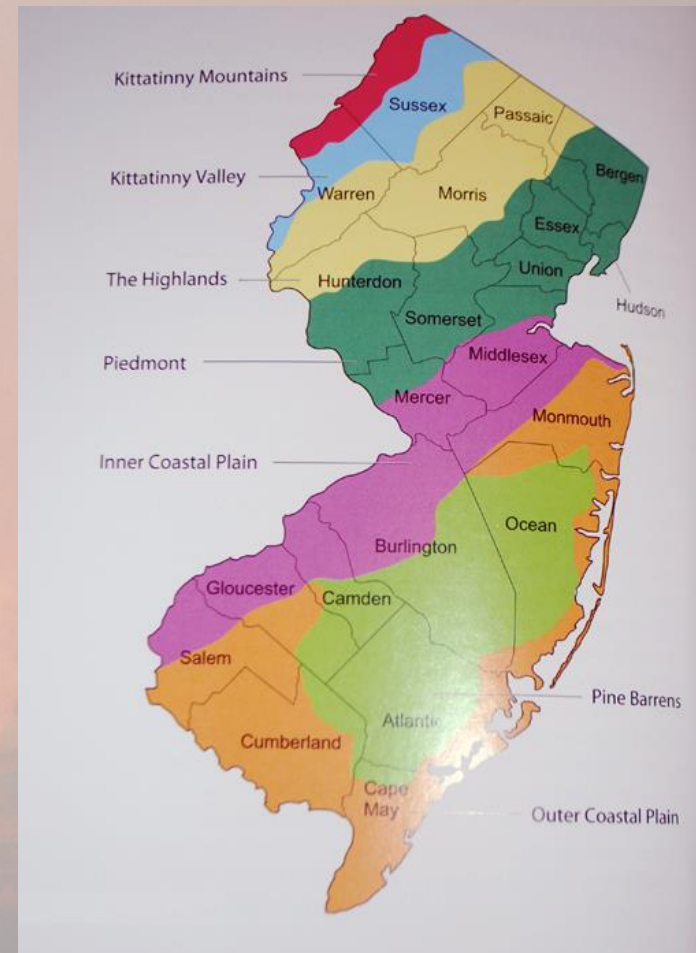 Kittatinny Mountains
Sussex
Passaic
Bergen
Kittatinny Valley
Warren
Morris
Essex
The Highlands
Hunterdon
Union
Hudson
Somerset
Piedmont
Middlesex
Mercer
Monmouth
Inner Coastal Plain
Ocean
Burlington
Gloucester
Camden
Salem
Pine Barrens
Atlantic
Cumberland
Cape
May
Outer Coastal Plain